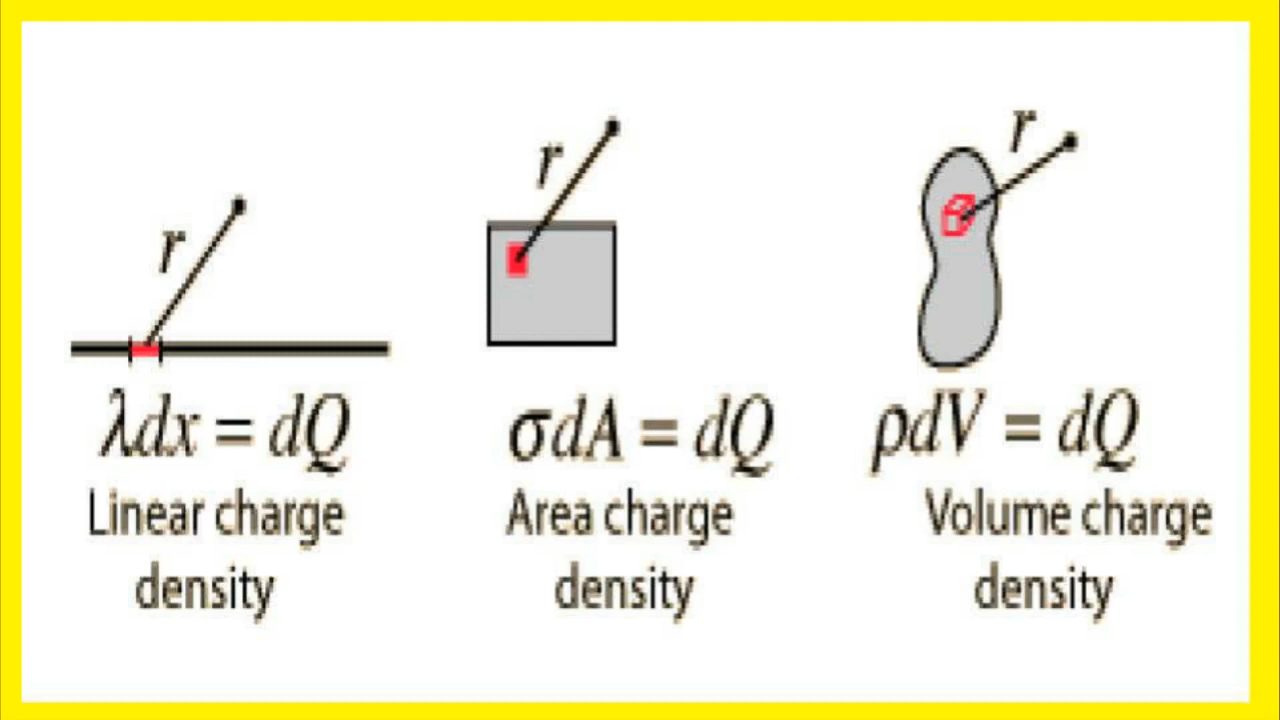 r
r
r
λdx = dQ
σdA = dQ
ρdV = dQ
Linear charge
density
Area charge
density
Volume charge
density